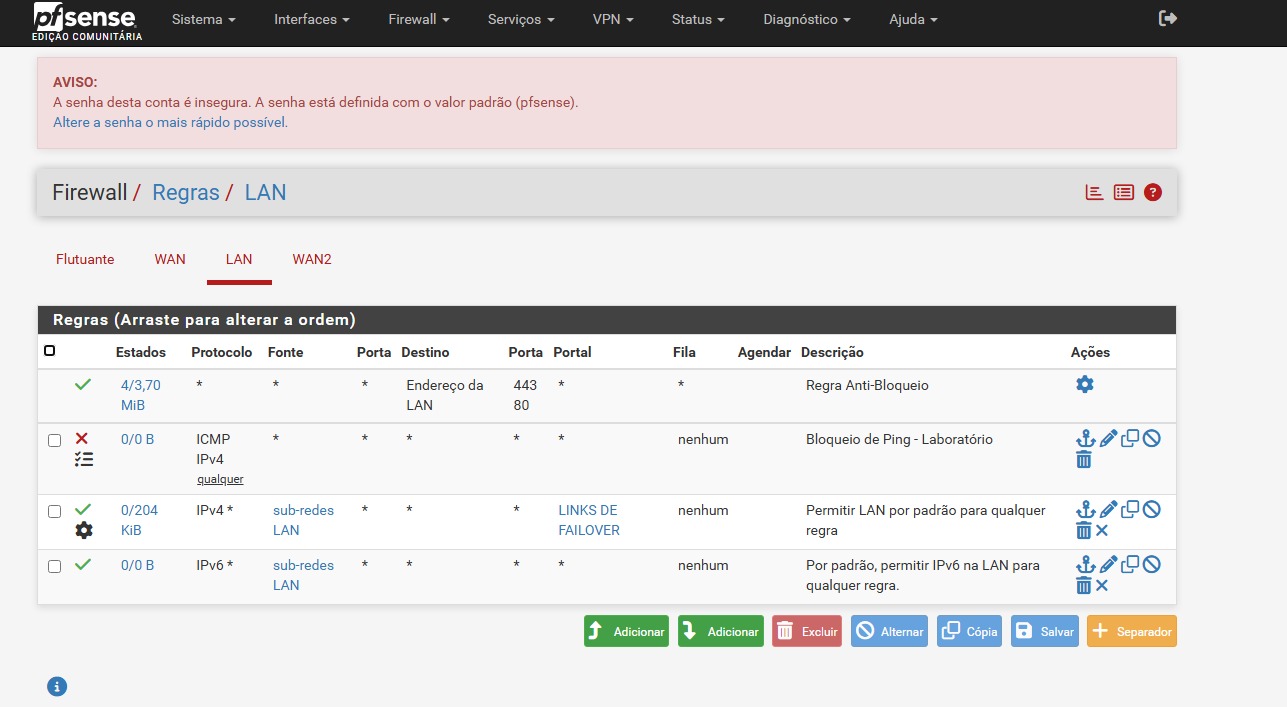 pfsense
EDIÇÃO COMUNITÁRIA
Sistema Interfaces Firewall Serviços VPN Status Diagnóstico Ajuda
AVISO:
A senha desta conta é insegura. A senha está definida com o valor padrão (pfsense).
Altere a senha o mais rápido possível.
Firewall / Regras / LAN
Flutuante WAN LAN WAN2
Regras (Arraste para alterar a ordem)
Estados Protocolo Fonte Porta Destino Porta Portal Fila Agendar Descrição Ações
4/3,70 * * * Endereço da 443 * * Regra Anti-Bloqueio
MiB LAN 80
0/0 B ICMP * * * * * nenhum Bloqueio de Ping - Laboratório
IPv4
qualquer
0/204 IPv4 * sub-redes * * * LINKS DE nenhum Permitir LAN por padrão para qualquer
KiB LAN FAILOVER regra
0/0 B IPv6 * sub-redes * * * * nenhum Por padrão, permitir IPv6 na LAN para
LAN qualquer regra.
Adicionar Adicionar Excluir Alternar Cópia Salvar Separador